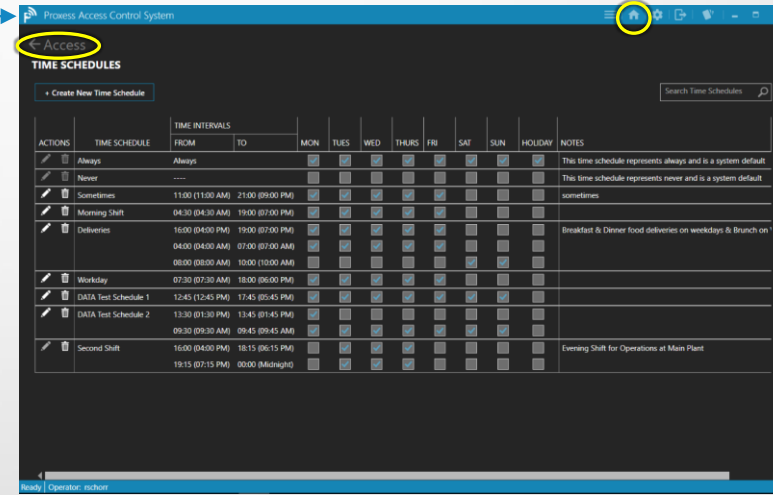 Proxess Access Control System
Access
TIME SCHEDULES
+ Create New Time Schedule
Search Time Schedules
TIME INTERVALS
ACTIONS TIME SCHEDULE FROM TO MON TUES WED THURS FRI SAT SUN HOLIDAY NOTES
Always Always This time schedule represents always and is a system default
Never ---- This time schedule represents never and is a system default
Sometimes 11:00 (11:00 AM) 21:00 (09:00 PM) sometimes
Morning Shift 04:30 (04:30 AM) 19:00 (07:00 PM)
Deliveries 16:00 (04:00 PM) 19:00 (07:00 PM) Breakfast & Dinner food deliveries on weekdays & Brunch on
04:00 (04:00 AM) 07:00 (07:00 AM)
08:00 (08:00 AM) 10:00 (10:00 AM)
Workday 07:30 (07:30 AM) 18:00 (06:00 PM)
DATA Test Schedule 1 12:45 (12:45 PM) 17:45 (05:45 PM)
DATA Test Schedule 2 13:30 (01:30 PM) 13:45 (01:45 PM)
09:30 (09:30 AM) 09:45 (09:45 AM)
Second Shift 16:00 (04:00 PM) 18:15 (06:15 PM) Evening Shift for Operations at Main Plant
19:15 (07:15 PM) 00:00 (Midnight)
Ready Operator: rschorr